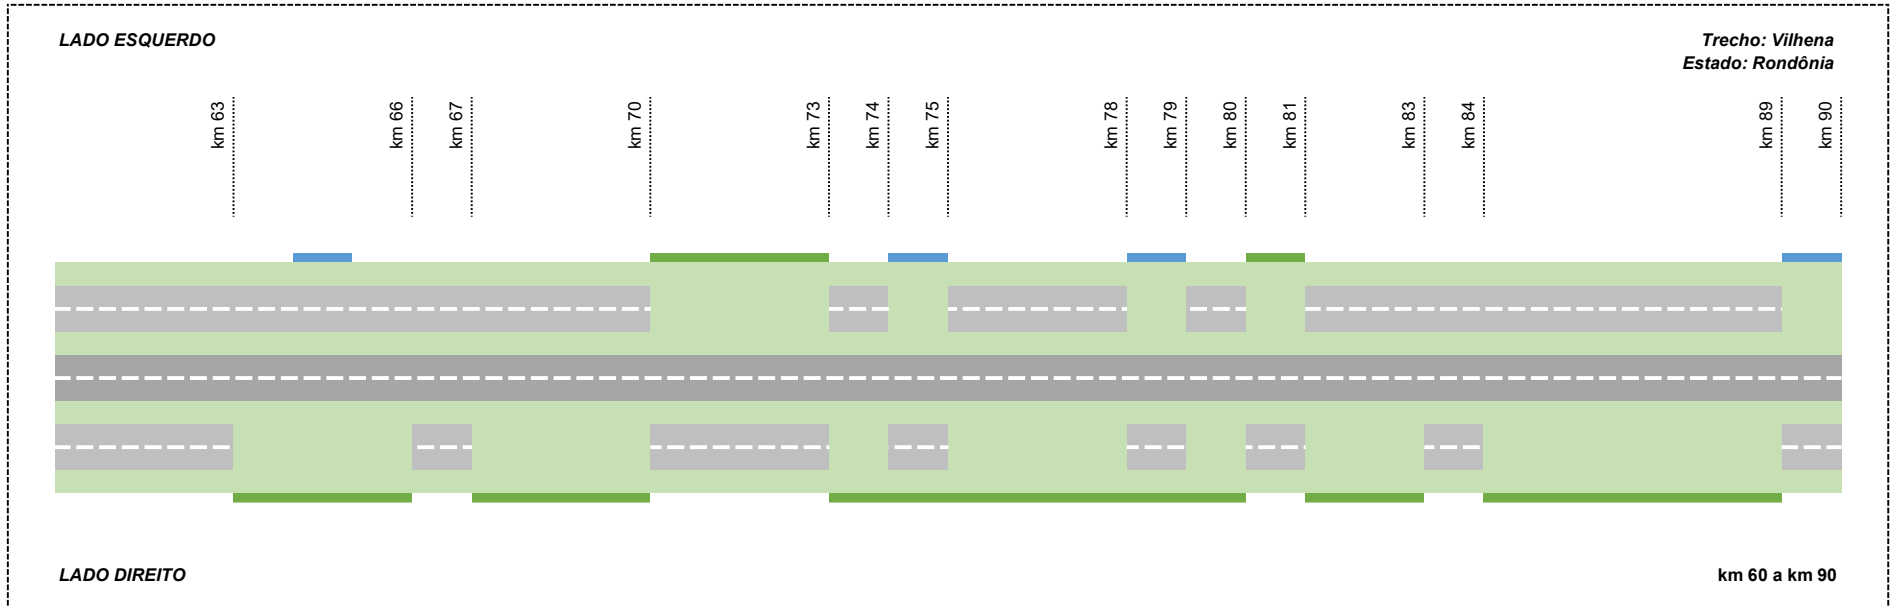 LADO ESQUERDO
Trecho: Vilhena
Estado: Rondônia
km 63
km 66
km 67
km 70
km 73
km 74
km 75
km 78
km 79
km 80
km 81
km 83
km 84
km 89
km 90
LADO DIREITO
km 60 a km 90